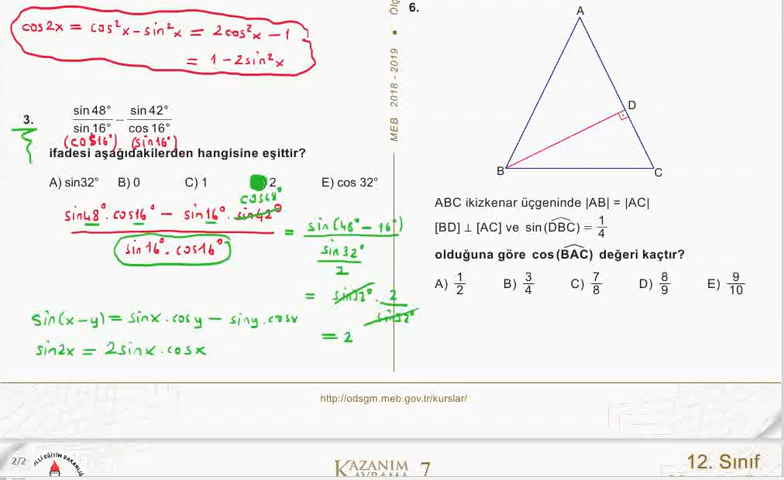 cos2x = cos²x - sin²x = 2cos²x - 1
= 1 - 2sin²x
3. sin 48° / sin 16° - sin 42° / cos 16°
(cos16°) (sin16°)
ifadesi aşağıdakilerden hangisine eşittir?
A) sin32° B) 0 C) 1 2 E) cos 32°
cos48°
sin48° . cos16° - sin16° . sin42° / sin16° . cos16° = sin(48° - 16°) / sin32° / 2
= sin32° . 2 / sin32°
= 2
sin(x-y) = sinx . cosy - siny . cosx
sin2x = 2sinx . cosx
MEB 2018 - 2019 • Ölç
6.
A
D
B
C
ABC ikizkenar üçgeninde |AB| = |AC|
[BD] ⊥ [AC] ve sin(DBC) = 1/4
olduğuna göre cos(BAC) değeri kaçtır?
A) 1/2 B) 3/4 C) 7/8 D) 8/9 E) 9/10
http://odsgm.meb.gov.tr/kurslar/
2/2
KAZANIM
KAVRAMA
7
12. Sınıf